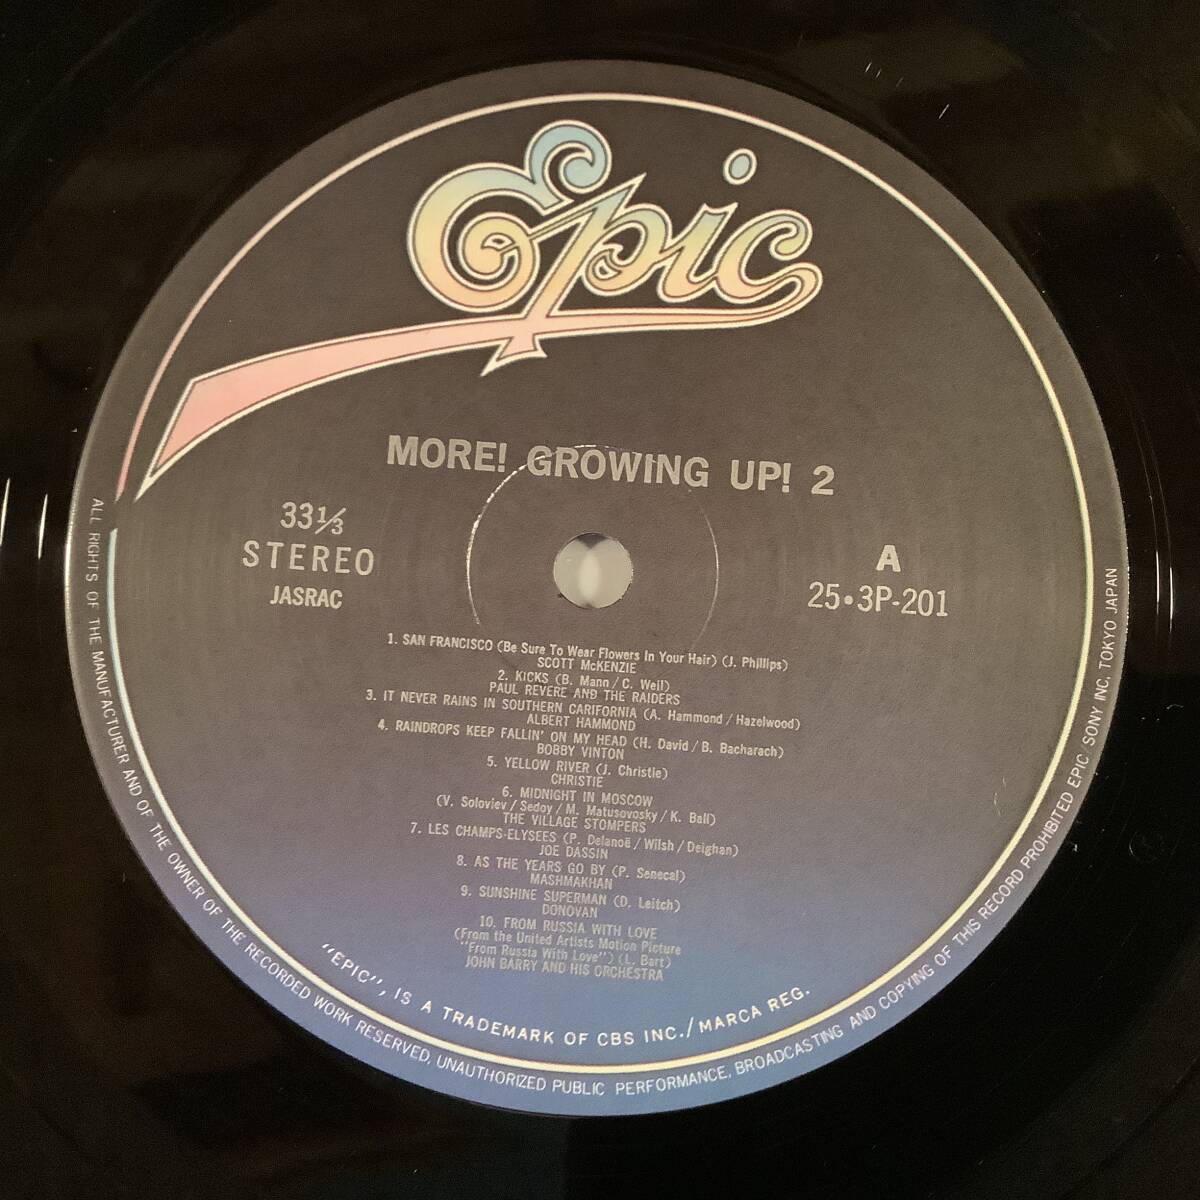 Epic
MORE! GROWING UP! 2
33⅓
STEREO
JASRAC
A
25・3P-201
1. SAN FRANCISCO (Be Sure To Wear Flowers In Your Hair) (J. Phillips)
SCOTT McKENZIE
2. KICKS (B. Mann/C. Weil)
PAUL REVERE AND THE RAIDERS
3. IT NEVER RAINS IN SOUTHERN CARIFORNIA (A. Hammond/Hazelwood)
ALBERT HAMMOND
4. RAINDROPS KEEP FALLIN' ON MY HEAD (H. David/B. Bacharach)
BOBBY VINTON
5. YELLOW RIVER (J. Christie)
CHRISTIE
6. MIDNIGHT IN MOSCOW
(V. Soloviev/Sedoy/M. Matusovosky/K. Ball)
THE VILLAGE STOMPERS
7. LES CHAMPS-ELYSEES (P. Delanoë/Wilsh/Deighan)
JOE DASSIN
8. AS THE YEARS GO BY (P. Senecal)
MASHMAKHAN
9. SUNSHINE SUPERMAN (D. Leitch)
DONOVAN
10. FROM RUSSIA WITH LOVE
(From the United Artists Motion Picture
"From Russia With Love") (L. Bart)
JOHN BARRY AND HIS ORCHESTRA
"EPIC", IS A TRADEMARK OF CBS INC./MARCA REG.
ALL RIGHTS OF THE MANUFACTURER AND OF THE OWNER OF THE RECORDED WORK RESERVED. UNAUTHORIZED PUBLIC PERFORMANCE. BROADCASTING AND COPYING OF THIS RECORD PROHIBITED EPIC SONY INC. TOKYO JAPAN